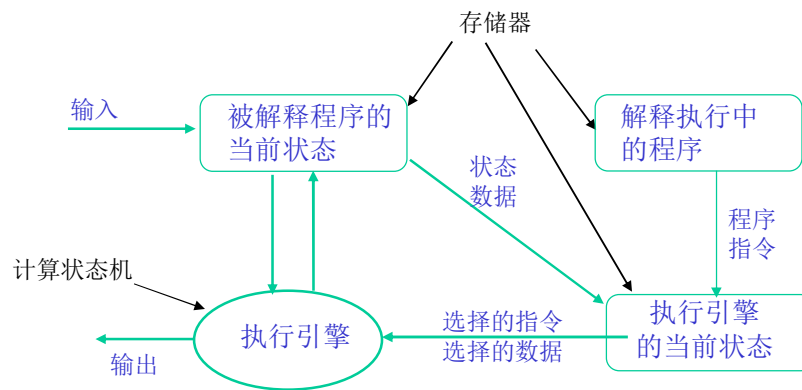 存储器
输入
被解释程序的
当前状态
解释执行中
的程序
状态
数据
程序
指令
计算状态机
执行引擎
选择的指令
选择的数据
执行引擎
的当前状态
输出